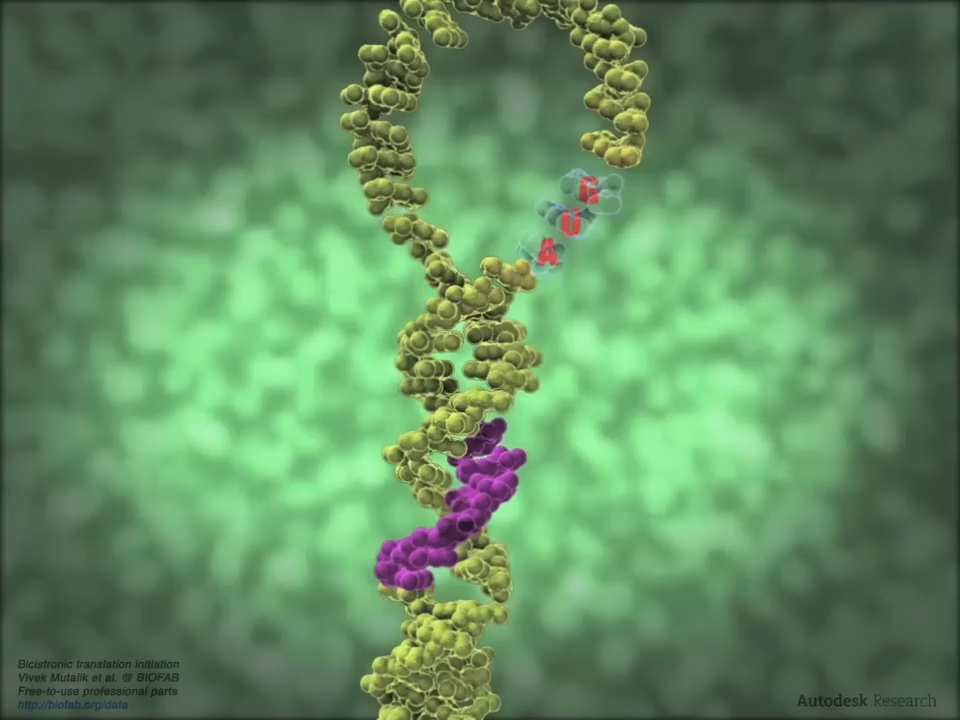 G
U
A
Bicistronic translation initiation
Vivek Mutalik et al. @ BIOFAB
Free-to-use professional parts
http://biofab.org/data
Autodesk Research